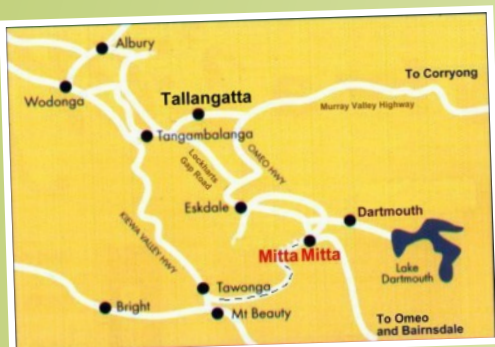 Albury
To Corryong
Wodonga
Tallangatta
Murray Valley Highway
Tangambalanga
Lockharts
Gap Road
OMEO HWY
Eskdale
Dartmouth
KIEWA VALLEY HWY
Mitta Mitta
Lake
Dartmouth
Tawonga
Bright
Mt Beauty
To Omeo
and Bairnsdale